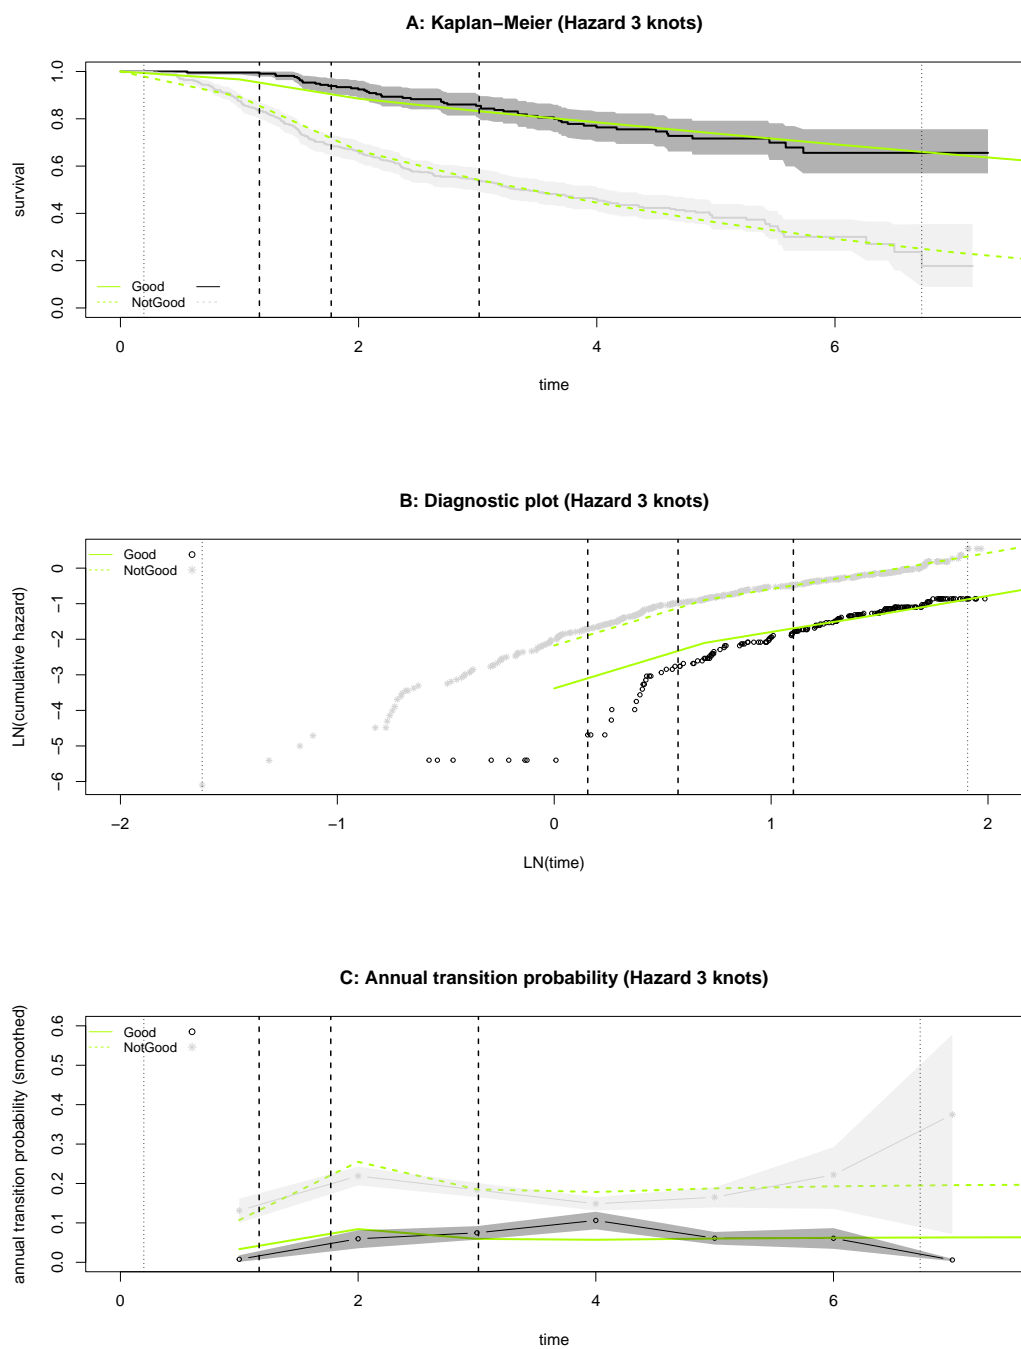 A: Kaplan−Meier (Hazard 3 knots)
survival
1.0
0.8
0.6
0.4
0.2
0.0
Good
NotGood
0 2 4 6
time
B: Diagnostic plot (Hazard 3 knots)
LN(cumulative hazard)
Good
NotGood
0
−1
−2
−3
−4
−5
−6
−2 −1 0 1 2
LN(time)
C: Annual transition probability (Hazard 3 knots)
annual transition probability (smoothed)
Good
NotGood
0.6
0.5
0.4
0.3
0.2
0.1
0.0
0 2 4 6
time